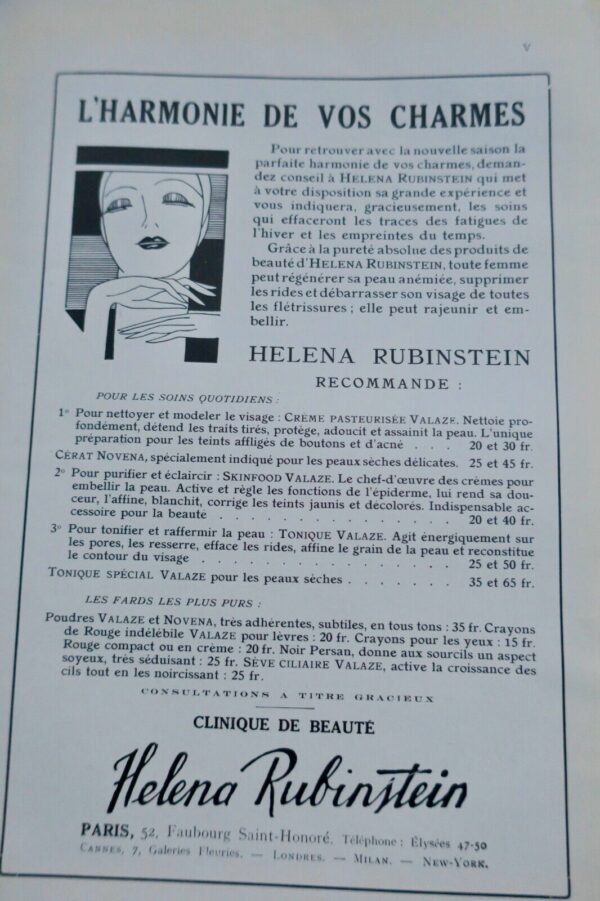 V
L'HARMONIE DE VOS CHARMES
Pour retrouver avec la nouvelle saison la
parfaite harmonie de vos charmes, deman-
dez conseil à HELENA RUBINSTEIN qui met
à votre disposition sa grande expérience et
vous indiquera, gracieusement, les soins
qui effaceront les traces des fatigues de
l'hiver et les empreintes du temps.
Grâce à la pureté absolue des produits de
beauté d'HELENA RUBINSTEIN, toute femme
peut régénérer sa peau anémiée, supprimer
les rides et débarrasser son visage de toutes
les flétrissures ; elle peut rajeunir et em-
bellir.
HELENA RUBINSTEIN
RECOMMANDE :
POUR LES SOINS QUOTIDIENS :
1° Pour nettoyer et modeler le visage : CRÈME PASTEURISÉE VALAZE. Nettoie pro-
fondément, détend les traits tirés, protège, adoucit et assainit la peau. L'unique
préparation pour les teints affligés de boutons et d'acné . . . 20 et 30 fr.
CÉRAT NOVENA, spécialement indiqué pour les peaux sèches délicates. 25 et 45 fr.
2° Pour purifier et éclaircir : SKINFOOD VALAZE. Le chef-d'œuvre des crèmes pour
embellir la peau. Active et règle les fonctions de l'épiderme, lui rend sa dou-
ceur, l'affine, blanchit, corrige les teints jaunis et décolorés. Indispensable ac-
cessoire pour la beauté . . . . . . . . . . . . . 20 et 40 fr.
3° Pour tonifier et raffermir la peau : TONIQUE VALAZE. Agit énergiquement sur
les pores, les resserre, efface les rides, affine le grain de la peau et reconstitue
le contour du visage . . . . . . . . . . . . . 25 et 50 fr.
TONIQUE SPÉCIAL VALAZE pour les peaux sèches . . . . . . 35 et 65 fr.
LES FARDS LES PLUS PURS :
Poudres VALAZE et NOVENA, très adhérentes, subtiles, en tous tons : 35 fr. Crayons
de Rouge indélébile VALAZE pour lèvres : 20 fr. Crayons pour les yeux : 15 fr.
Rouge compact ou en crème : 20 fr. Noir Persan, donne aux sourcils un aspect
soyeux, très séduisant : 25 fr. SÈVE CILIAIRE VALAZE, active la croissance des
cils tout en les noircissant : 25 fr.
CONSULTATIONS A TITRE GRACIEUX
CLINIQUE DE BEAUTÉ
Helena Rubinstein
PARIS, 52, Faubourg Saint-Honoré. Téléphone : Élysées 47-50
CANNES, 7, Galeries Fleuries. — LONDRES. — MILAN. — NEW-YORK.